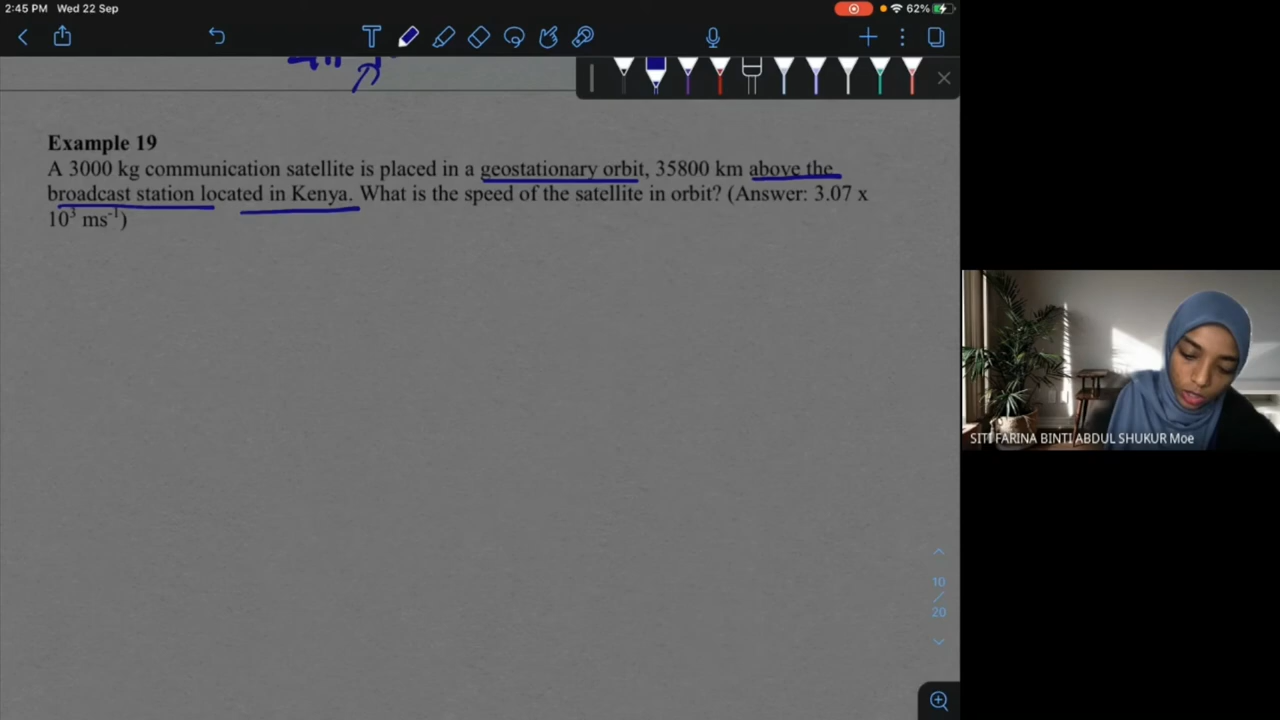 2:45 PM Wed 22 Sep
62%
T
Example 19
A 3000 kg communication satellite is placed in a geostationary orbit, 35800 km above the
broadcast station located in Kenya. What is the speed of the satellite in orbit? (Answer: 3.07 x
10³ ms⁻¹)
SITI FARINA BINTI ABDUL SHUKUR Moe
10
/
20